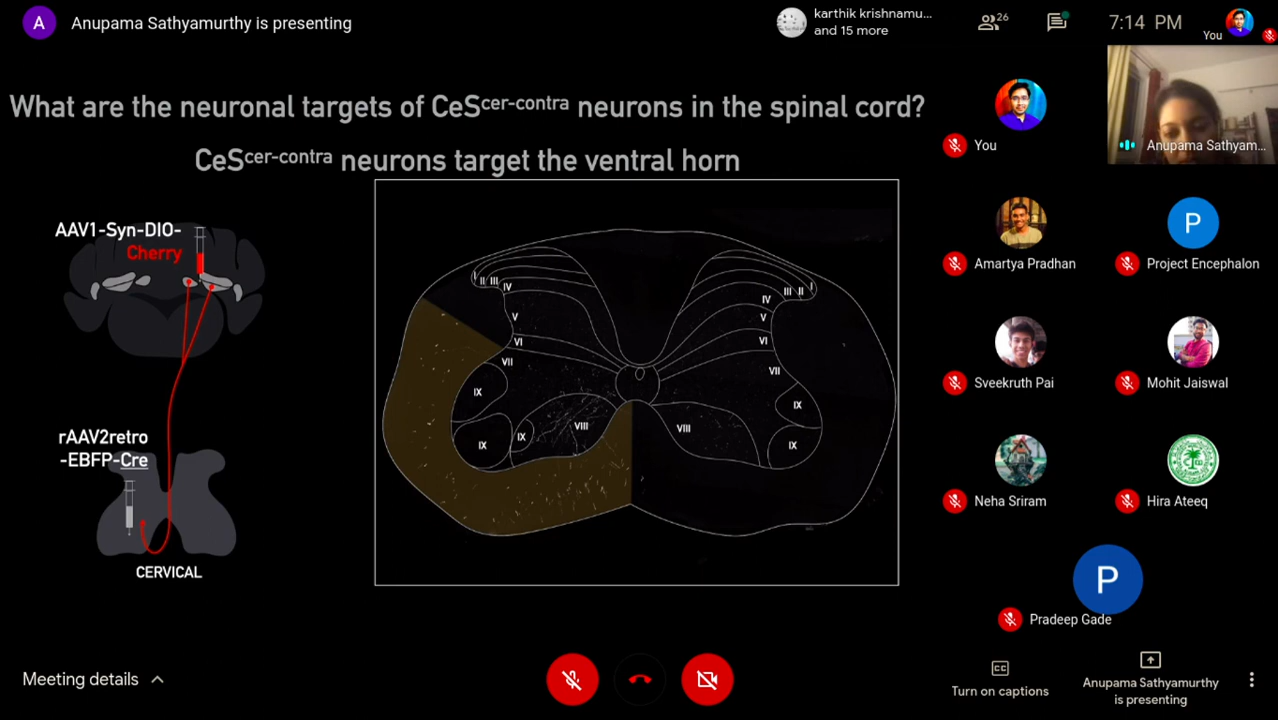 A
Anupama Sathyamurthy is presenting
karthik krishnamu...
and 15 more
26
7:14 PM
You
What are the neuronal targets of CeScer-contra neurons in the spinal cord?
CeScer-contra neurons target the ventral horn
AAV1-Syn-DIO-
Cherry
rAAV2retro
-EBFP-Cre
CERVICAL
I II III IV V VI VII IX IX IX VIII
I II III IV V VI VII IX IX VIII
You
Anupama Sathyam...
Amartya Pradhan
P
Project Encephalon
Sveekruth Pai
Mohit Jaiswal
Neha Sriram
Hira Ateeq
P
Pradeep Gade
Meeting details
CC
Turn on captions
Anupama Sathyamurthy
is presenting